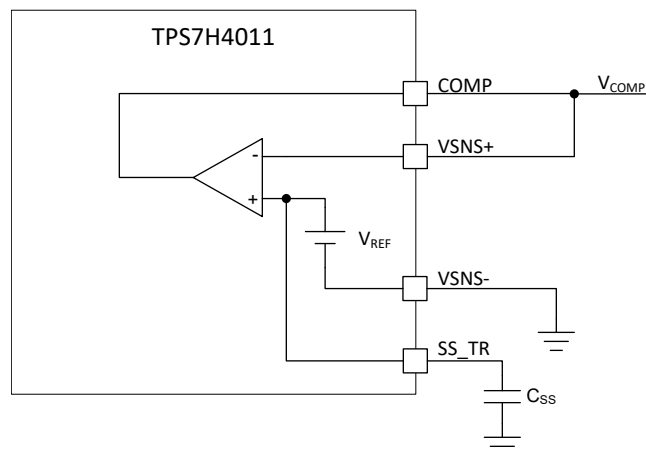 TPS7H4011
COMP
V_COMP
VSNS+
-
+
V_REF
VSNS-
SS_TR
C_SS